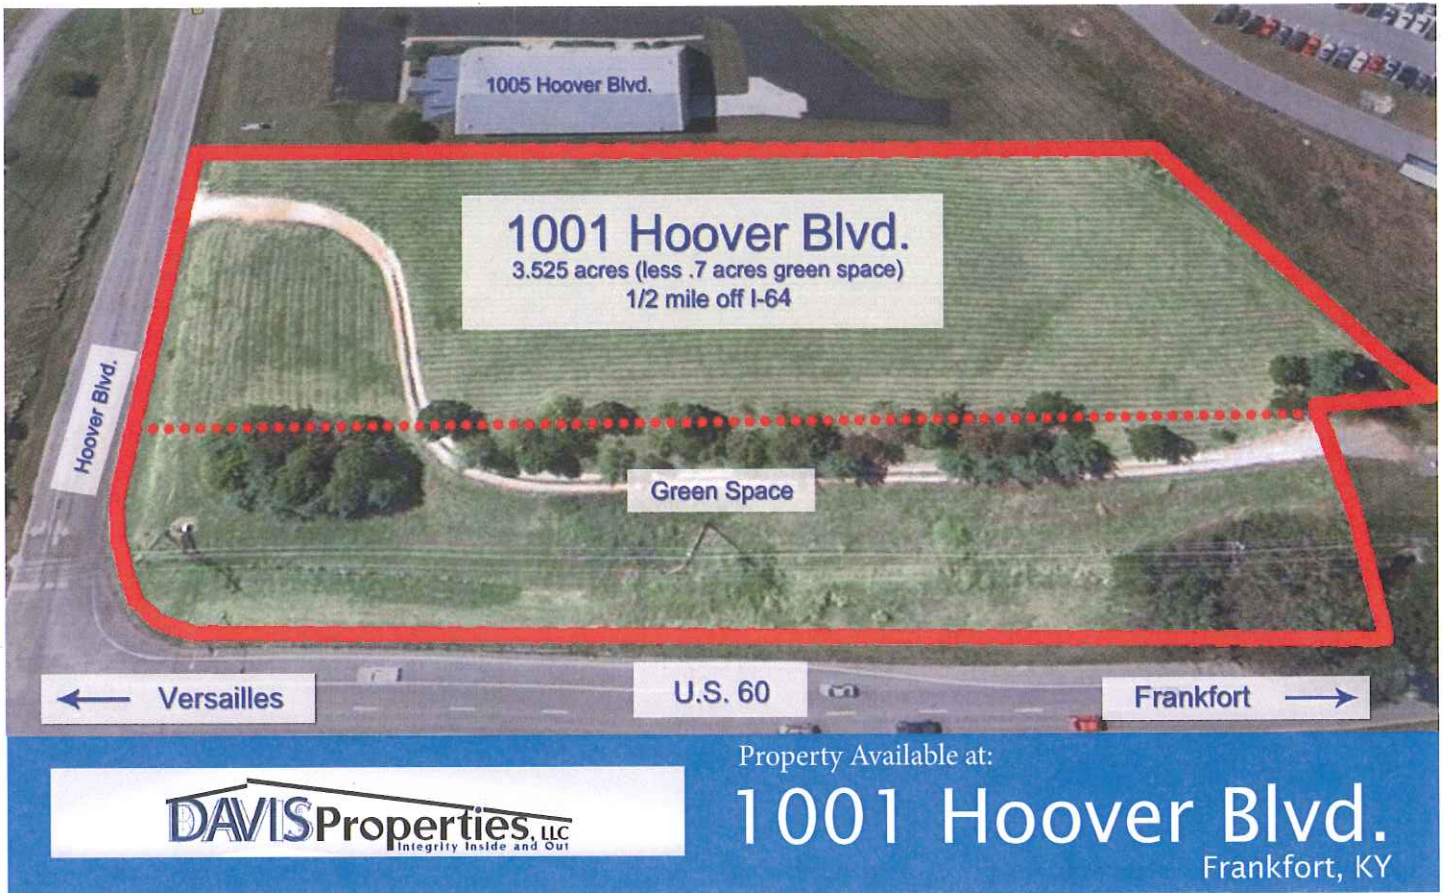 1005 Hoover Blvd.
1001 Hoover Blvd.
3.525 acres (less .7 acres green space)
1/2 mile off I-64
Hoover Blvd.
Green Space
Versailles
U.S. 60
Frankfort
Property Available at:
1001 Hoover Blvd.
Frankfort, KY
DAVIS Properties, LLC
Integrity Inside and Out